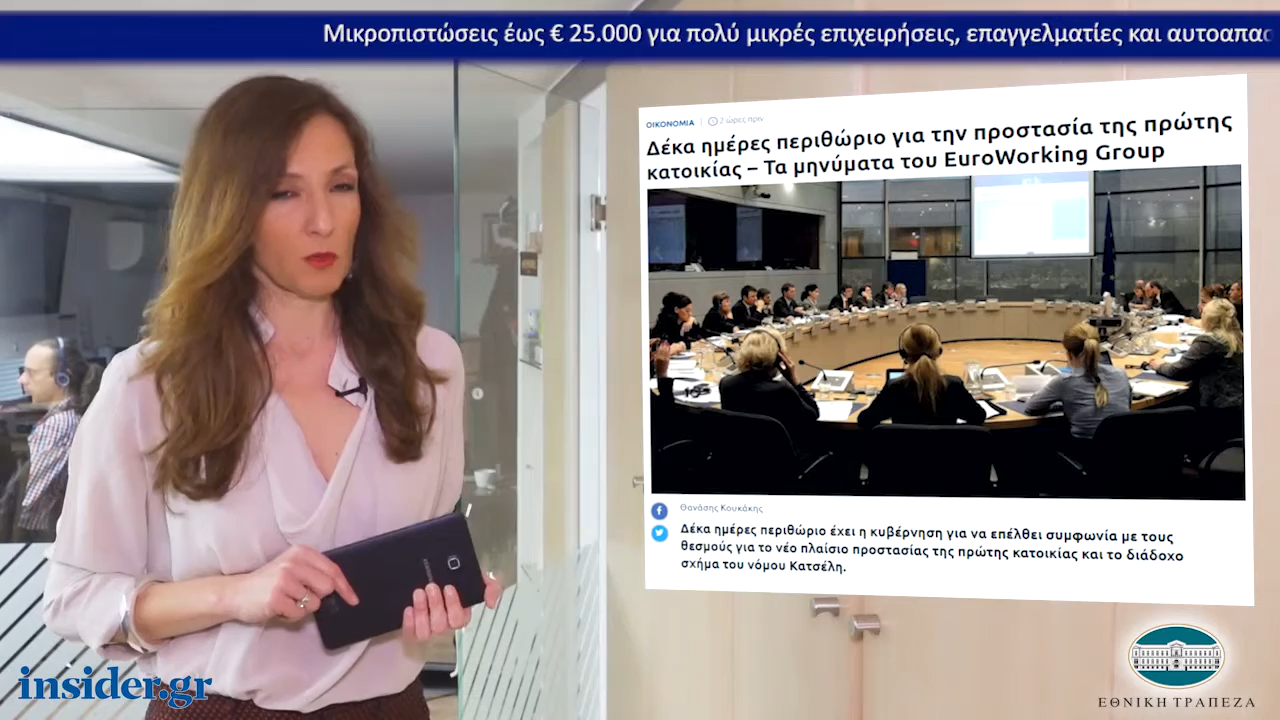 Μικροπιστώσεις έως € 25.000 για πολύ μικρές επιχειρήσεις, επαγγελματίες και αυτοαπασ
ΟΙΚΟΝΟΜΙΑ | 2 ώρες πριν
Δέκα ημέρες περιθώριο για την προστασία της πρώτης
κατοικίας – Τα μηνύματα του EuroWorking Group
Θανάσης Κουκάκης
Δέκα ημέρες περιθώριο έχει η κυβέρνηση για να επέλθει συμφωνία με τους
θεσμούς για το νέο πλαίσιο προστασίας της πρώτης κατοικίας και το διάδοχο
σχήμα του νόμου Κατσέλη.
SAMSUNG
insider.gr
ΕΘΝΙΚΗ ΤΡΑΠΕΖΑ